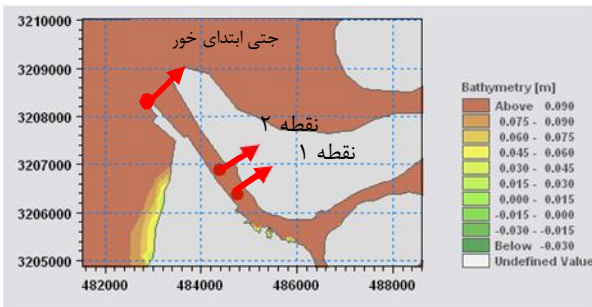 3210000
3209000
3208000
3207000
3206000
3205000
482000
484000
486000
488000
جتی ابتدای خور
نقطه ۲
نقطه ۱
Bathymetry [m]
Above 0.090
0.075 - 0.090
0.060 - 0.075
0.045 - 0.060
0.030 - 0.045
0.015 - 0.030
0.000 - 0.015
-0.015 - 0.000
-0.030 - -0.015
Below -0.030
Undefined Value